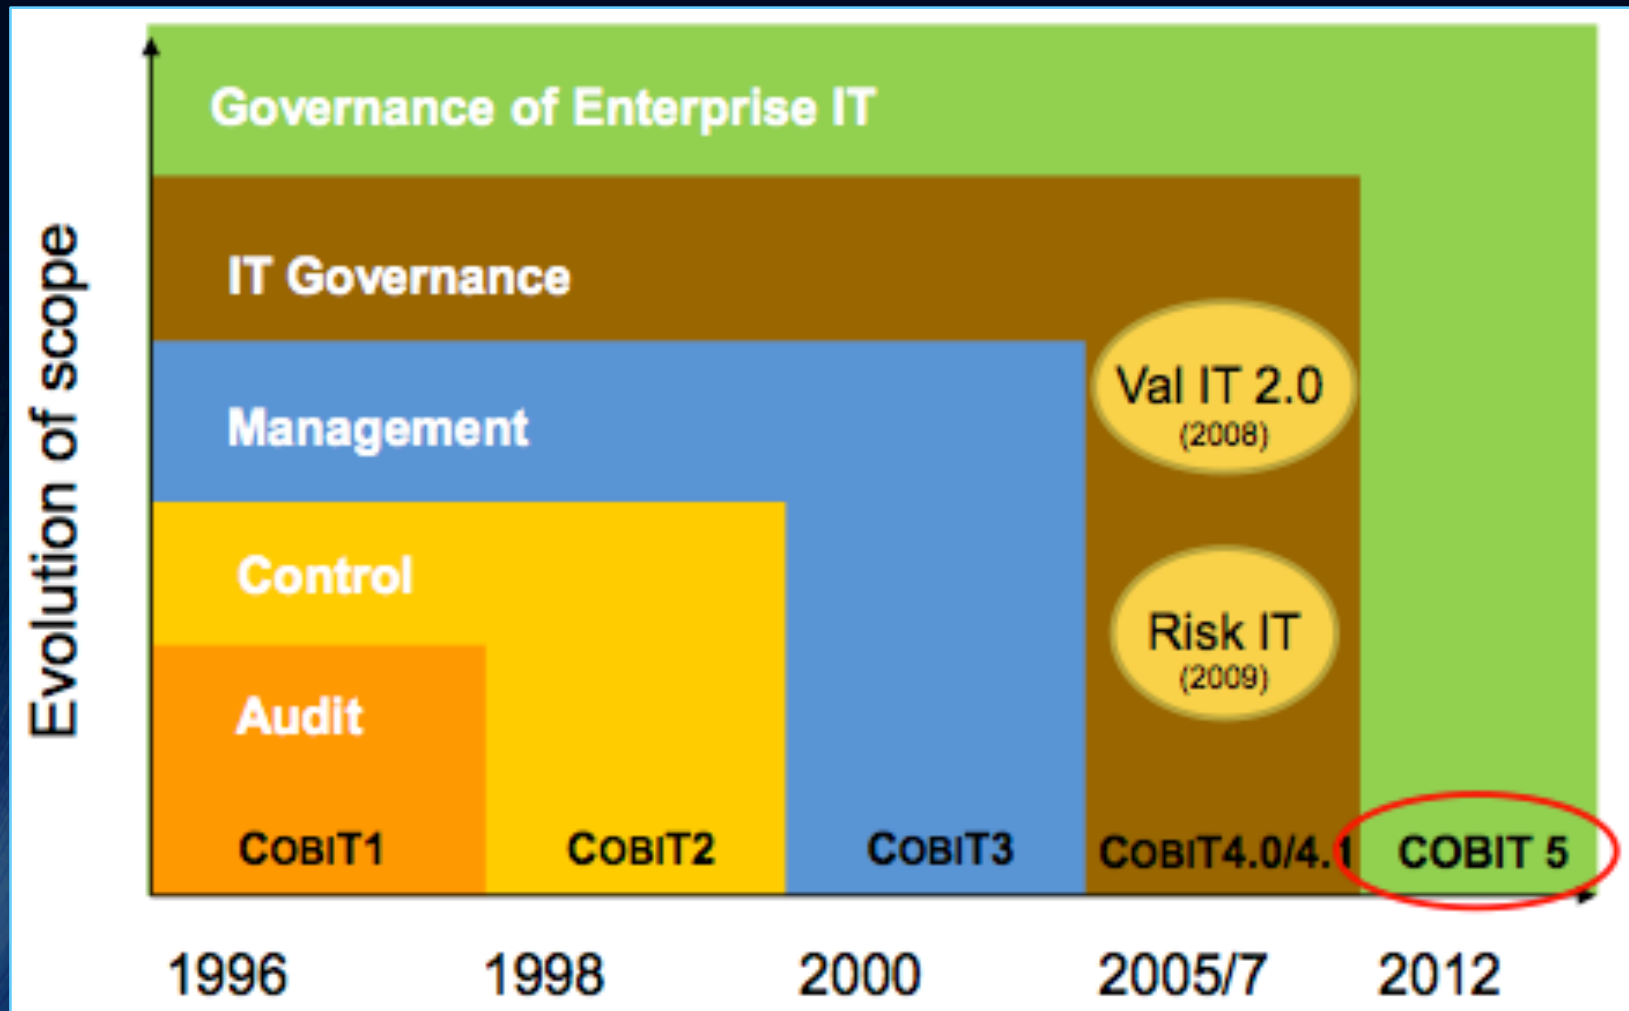 Evolution of scope
Governance of Enterprise IT
IT Governance
Management
Control
Audit
Val IT 2.0
(2008)
Risk IT
(2009)
COBIT1
COBIT2
COBIT3
COBIT4.0/4.1
COBIT 5
1996
1998
2000
2005/7
2012